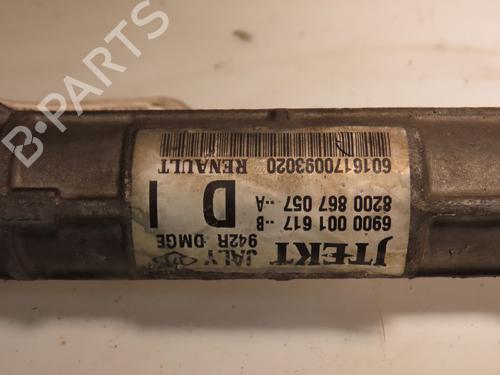 B-PARTS
JTEKT
JALY
942R DMGE
6900 001 617 ..B
8200 867 057 ..A
D I
RENAULT
6016170093020